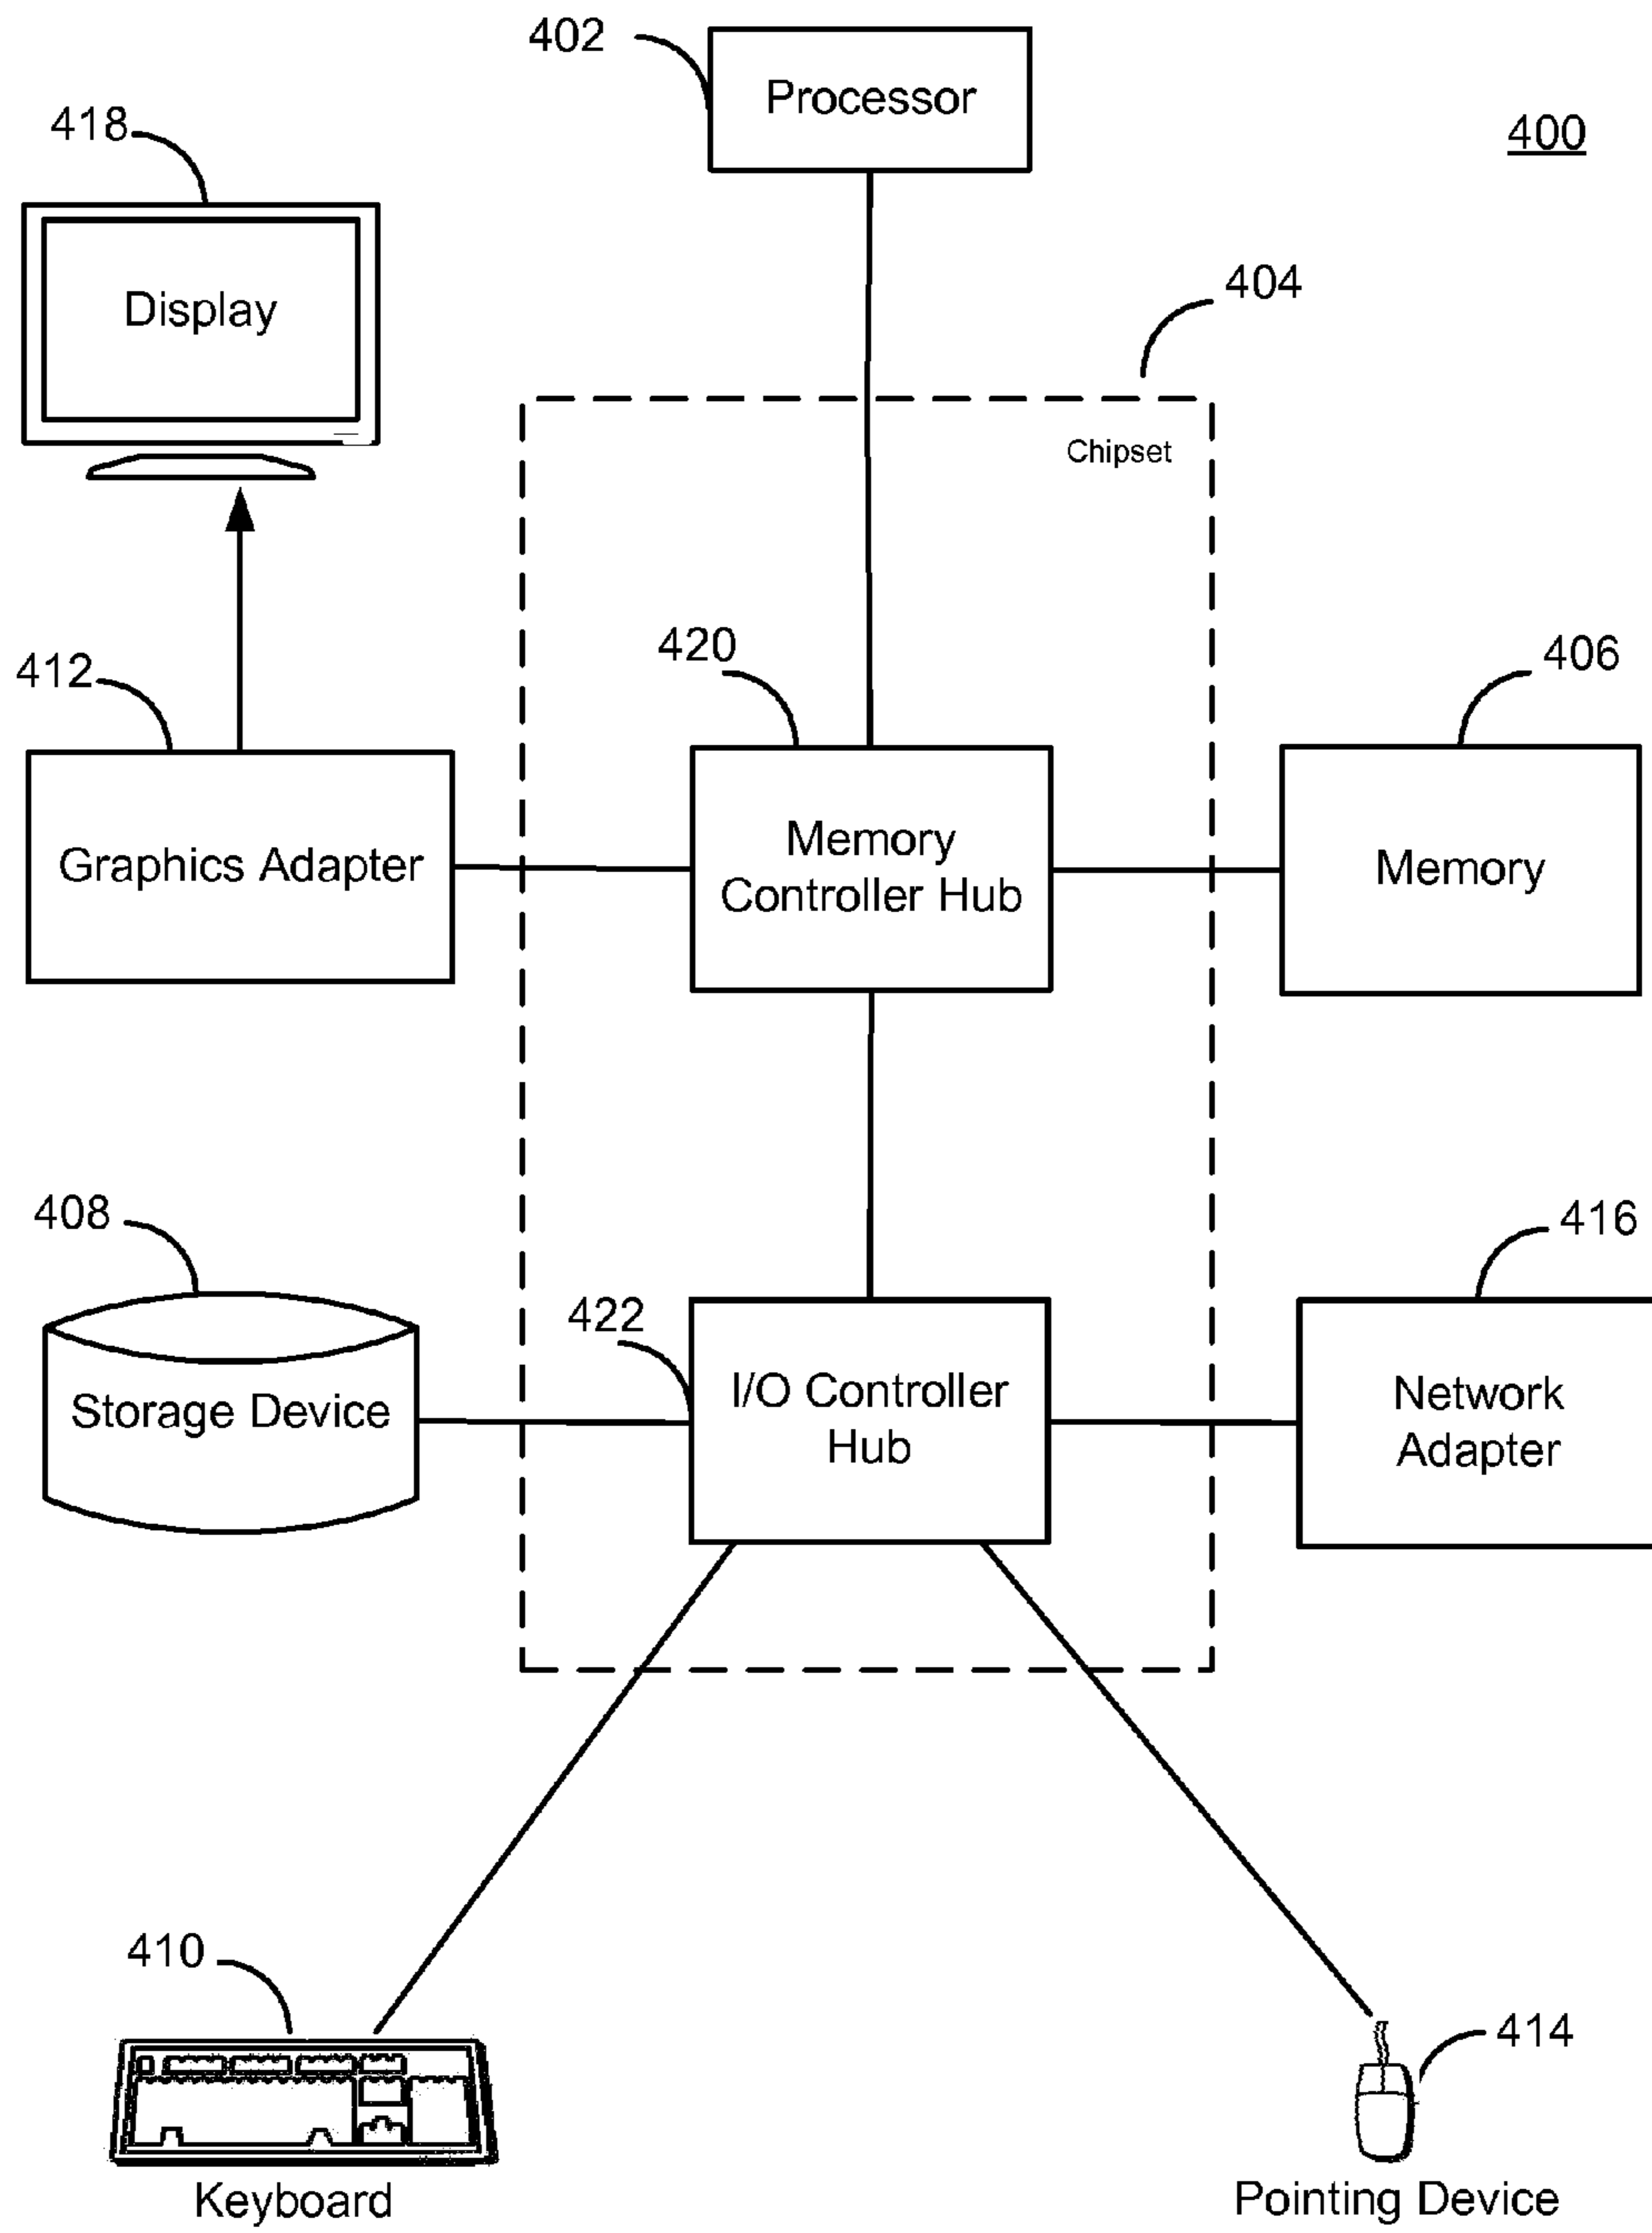 402
Processor
400
418
Display
404
Chipset
420
406
412
Memory
Controller Hub
Graphics Adapter
Memory
408
416
422
I/O Controller
Hub
Storage Device
Network
Adapter
410
414
Keyboard
Pointing Device